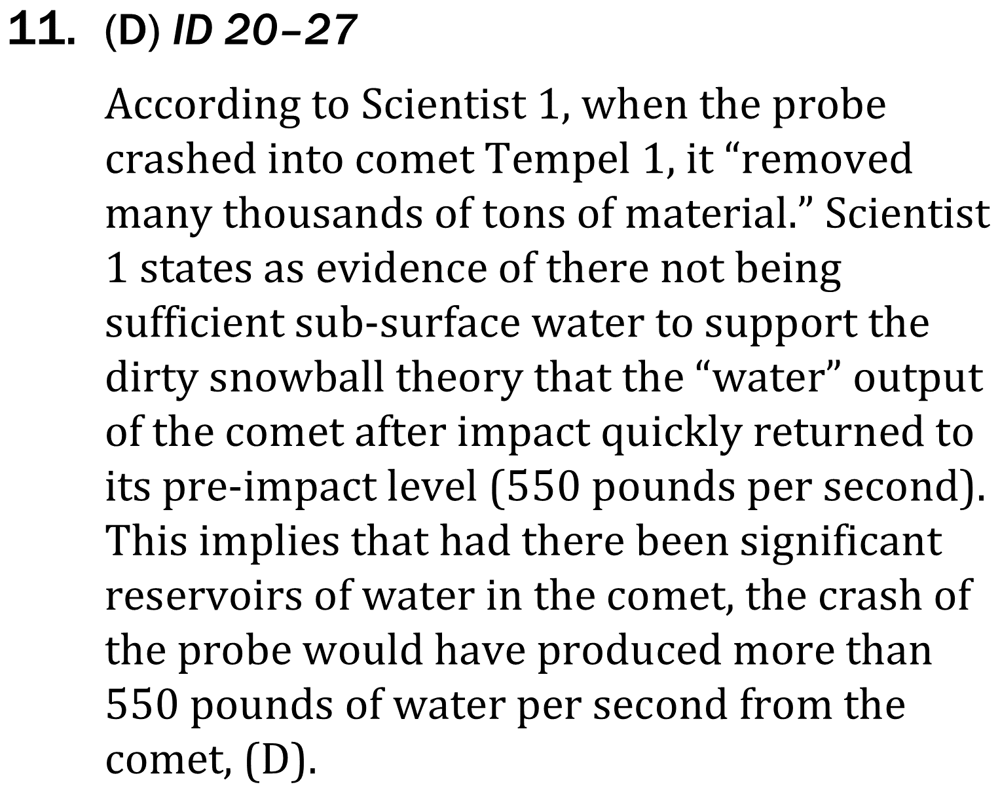 11. (D) ID 20–27
According to Scientist 1, when the probe
crashed into comet Tempel 1, it “removed
many thousands of tons of material.” Scientist
1 states as evidence of there not being
sufficient sub-surface water to support the
dirty snowball theory that the “water” output
of the comet after impact quickly returned to
its pre-impact level (550 pounds per second).
This implies that had there been significant
reservoirs of water in the comet, the crash of
the probe would have produced more than
550 pounds of water per second from the
comet, (D).